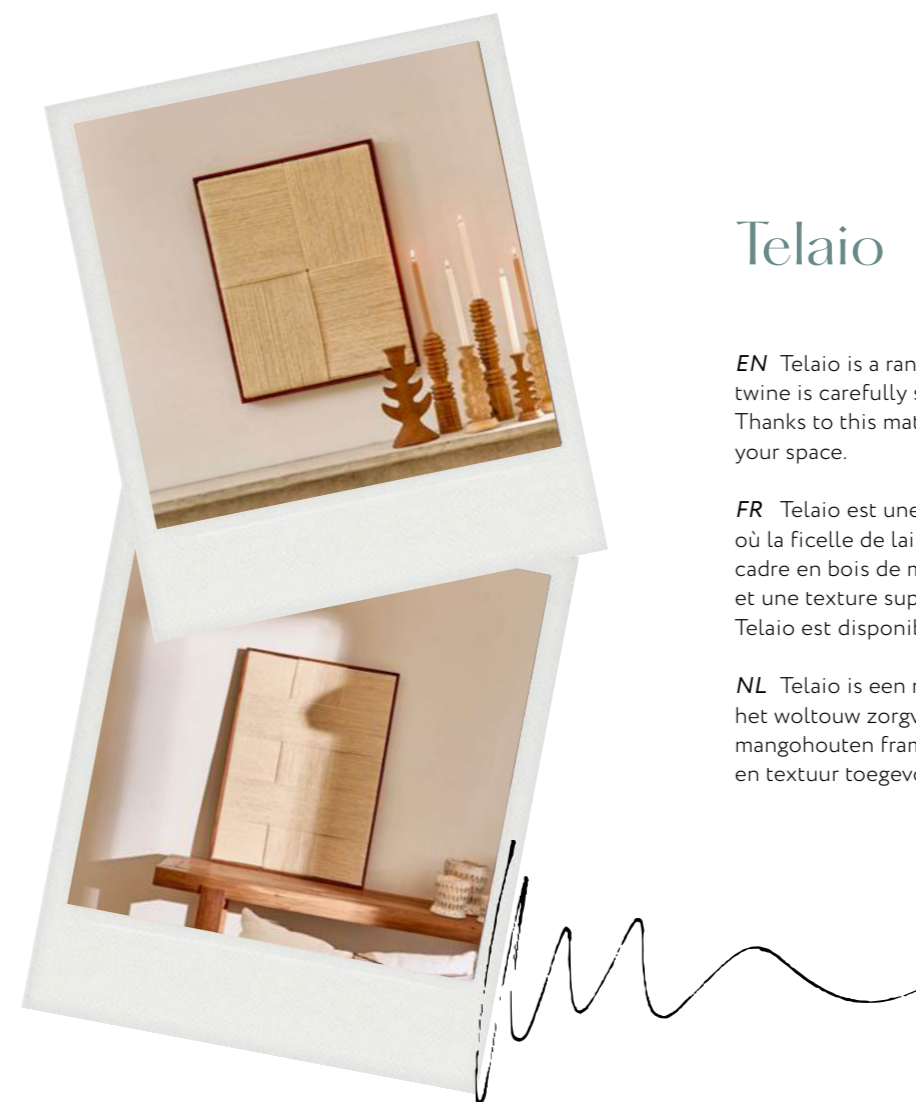 Telaio
EN Telaio is a ran
twine is carefully s
Thanks to this mat
your space.
FR Telaio est une
où la ficelle de lai
cadre en bois de m
et une texture sup
Telaio est disponib
NL Telaio is een r
het woltouw zorgv
mangohouten fram
en textuur toegevo